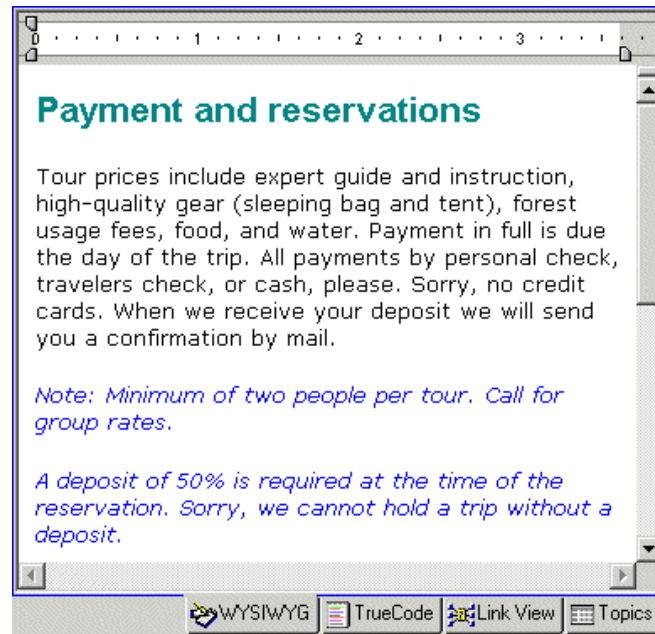 0 1 2 3
Payment and reservations
Tour prices include expert guide and instruction,
high-quality gear (sleeping bag and tent), forest
usage fees, food, and water. Payment in full is due
the day of the trip. All payments by personal check,
travelers check, or cash, please. Sorry, no credit
cards. When we receive your deposit we will send
you a confirmation by mail.
Note: Minimum of two people per tour. Call for
group rates.
A deposit of 50% is required at the time of the
reservation. Sorry, we cannot hold a trip without a
deposit.
WYSIWYG TrueCode Link View Topics